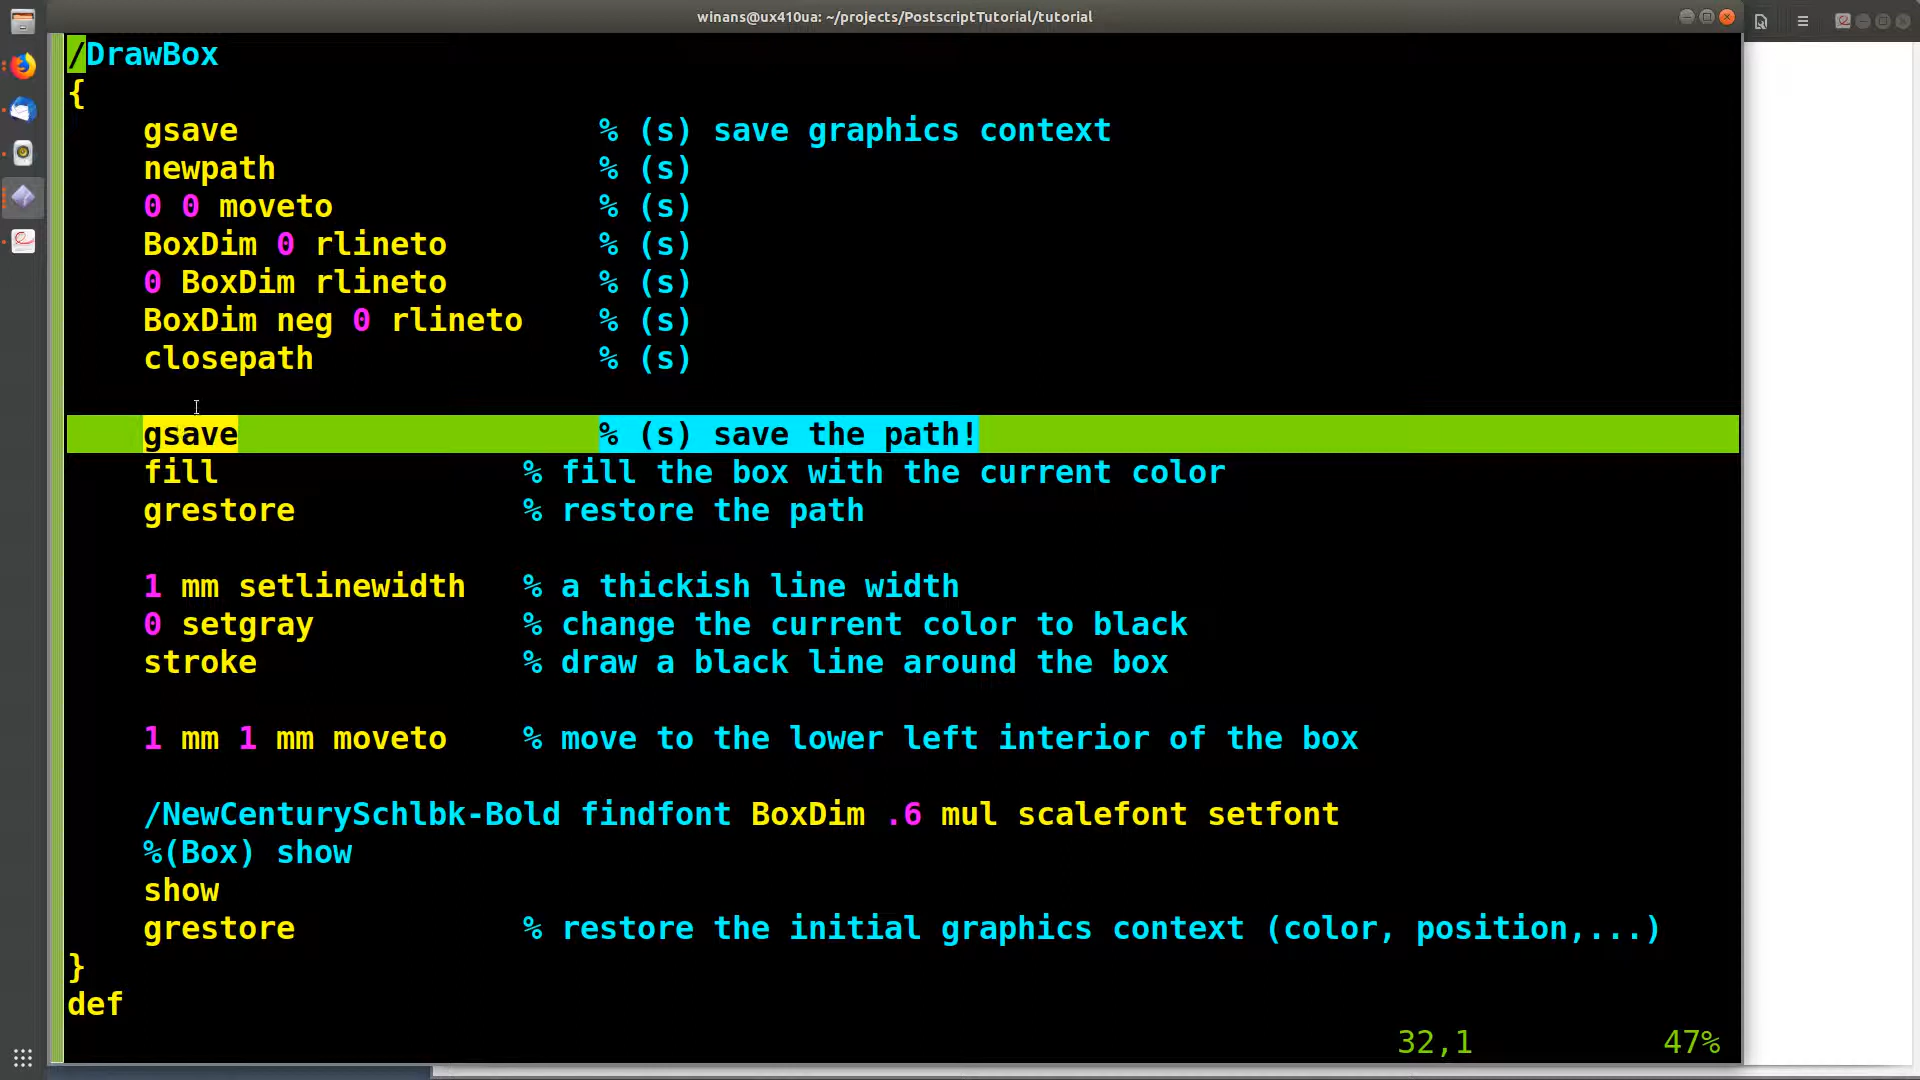 winans@ux410ua: ~/projects/PostscriptTutorial/tutorial
/DrawBox
{
    gsave                   % (s) save graphics context
    newpath                 % (s)
    0 0 moveto              % (s)
    BoxDim 0 rlineto        % (s)
    0 BoxDim rlineto        % (s)
    BoxDim neg 0 rlineto    % (s)
    closepath               % (s)
    gsave                   % (s) save the path!
    fill                % fill the box with the current color
    grestore            % restore the path
    1 mm setlinewidth   % a thickish line width
    0 setgray           % change the current color to black
    stroke              % draw a black line around the box
    1 mm 1 mm moveto    % move to the lower left interior of the box
    /NewCenturySchlbk-Bold findfont BoxDim .6 mul scalefont setfont
    %(Box) show
    show
    grestore            % restore the initial graphics context (color, position,...)
}
def
32,1          47%